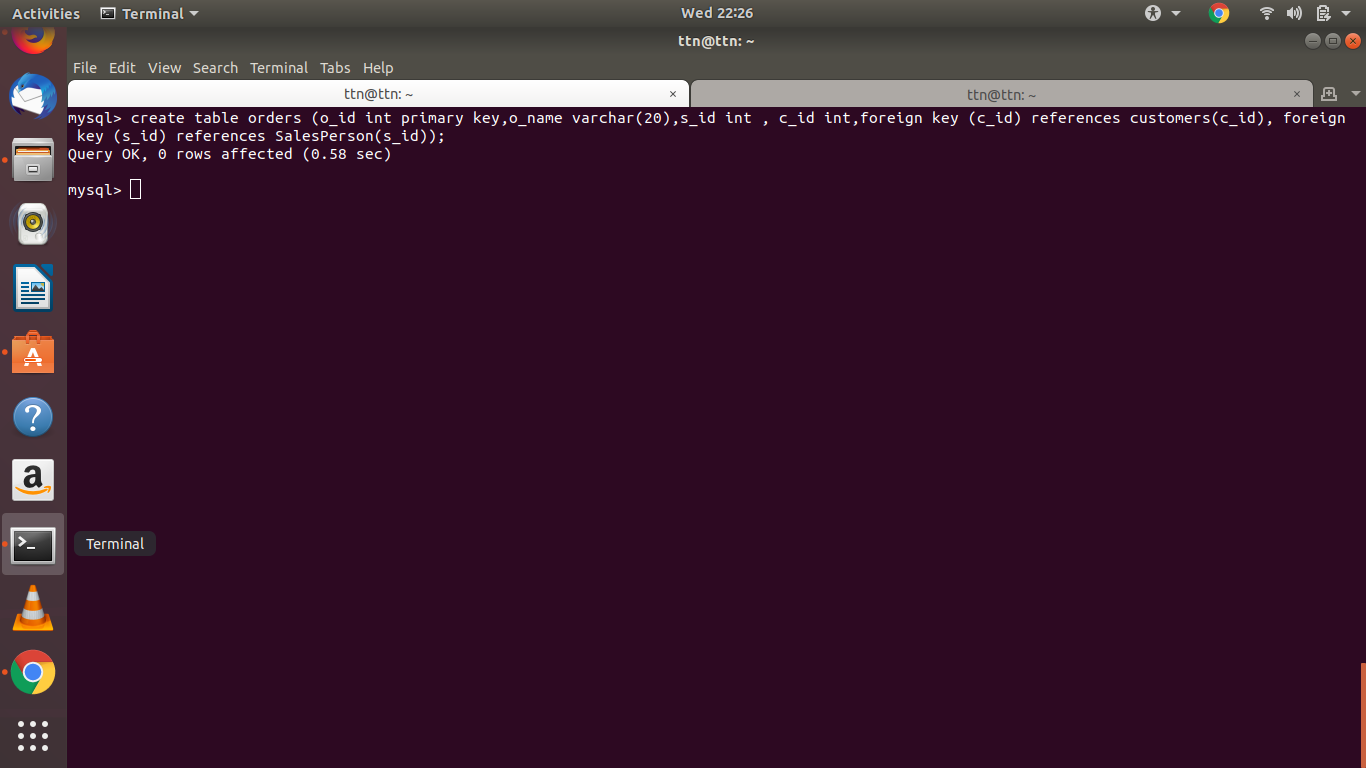 Activities
Terminal
Wed 22:26
ttn@ttn: ~
File Edit View Search Terminal Tabs Help
ttn@ttn: ~
ttn@ttn: ~
mysql> create table orders (o_id int primary key,o_name varchar(20),s_id int , c_id int,foreign key (c_id) references customers(c_id), foreign
key (s_id) references SalesPerson(s_id));
Query OK, 0 rows affected (0.58 sec)
mysql>
Terminal